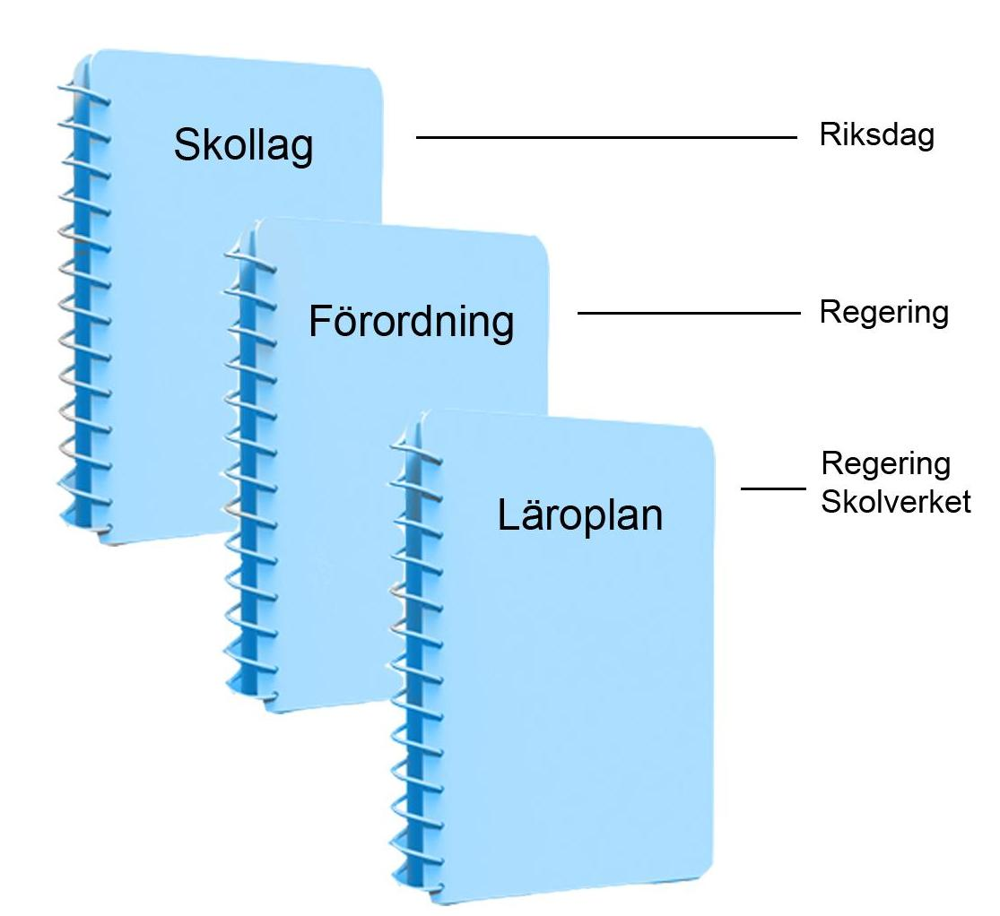 Skollag
Riksdag
Förordning
Regering
Läroplan
Regering
Skolverket